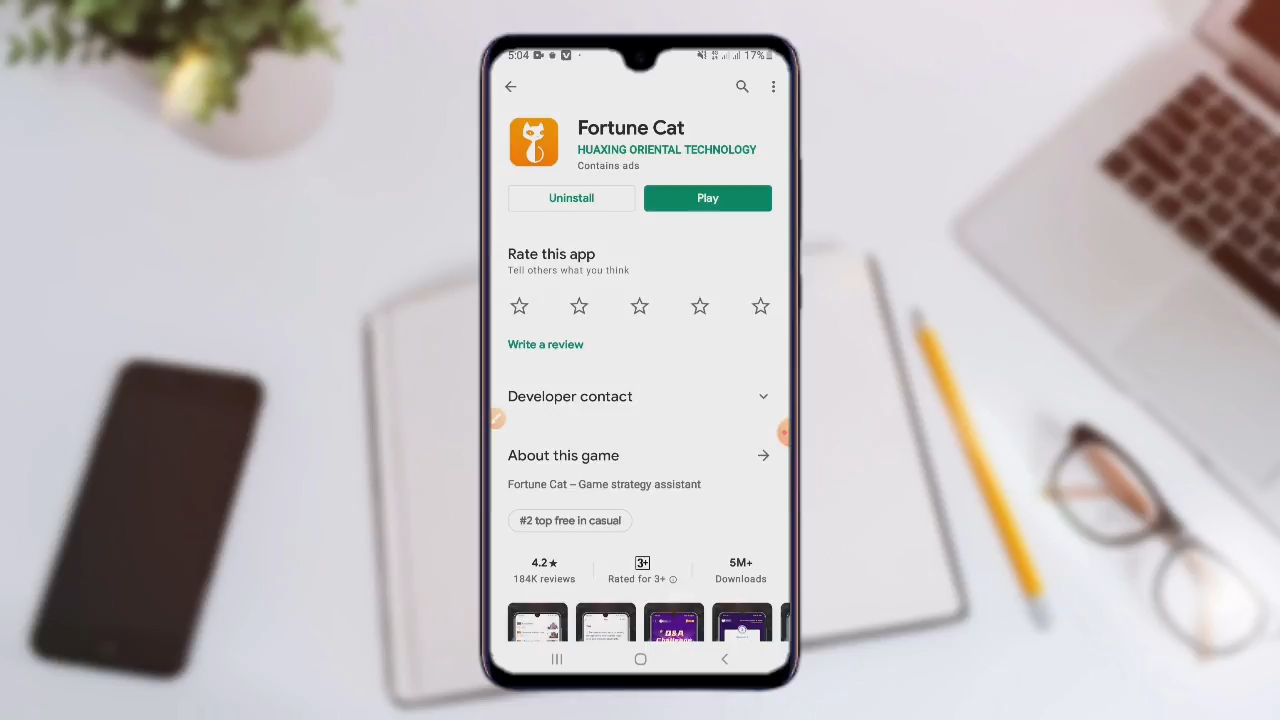 5:04 17%
Fortune Cat
HUAXING ORIENTAL TECHNOLOGY
Contains ads
Uninstall Play
Rate this app
Tell others what you think
Write a review
Developer contact
About this game
Fortune Cat – Game strategy assistant
#2 top free in casual
4.2★ 3+ 5M+
184K reviews Rated for 3+ Downloads
Q&A
Challenge